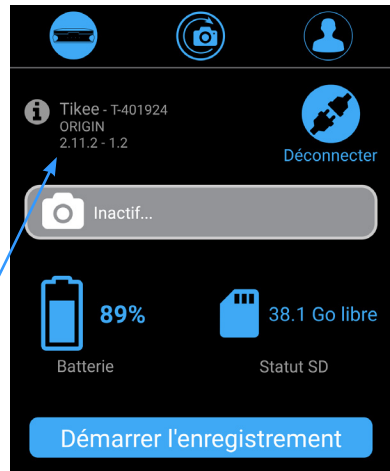 Tikee - T-401924
ORIGIN
2.11.2 - 1.2
Déconnecter
Inactif...
89%
38.1 Go libre
Batterie
Statut SD
Démarrer l'enregistrement